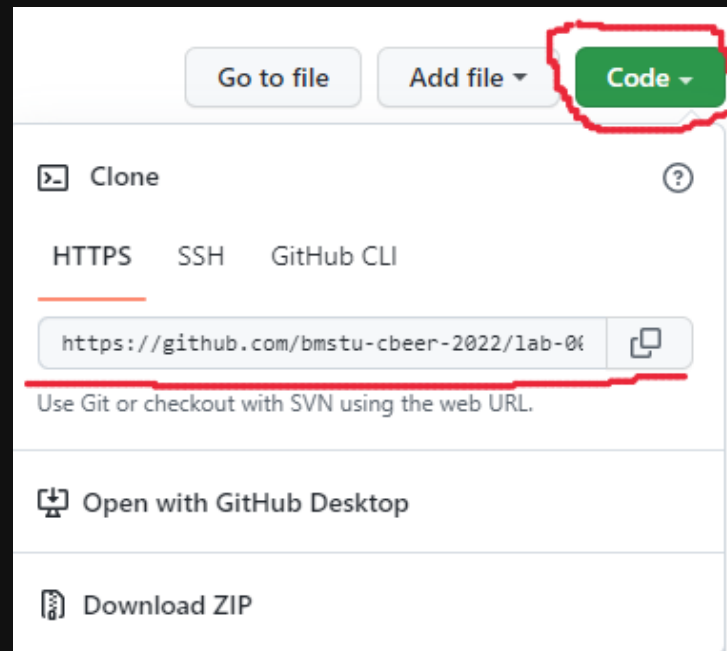 Go to file Add file Code
Clone
HTTPS SSH GitHub CLI
https://github.com/bmstu-cbeer-2022/lab-0
Use Git or checkout with SVN using the web URL.
Open with GitHub Desktop
Download ZIP